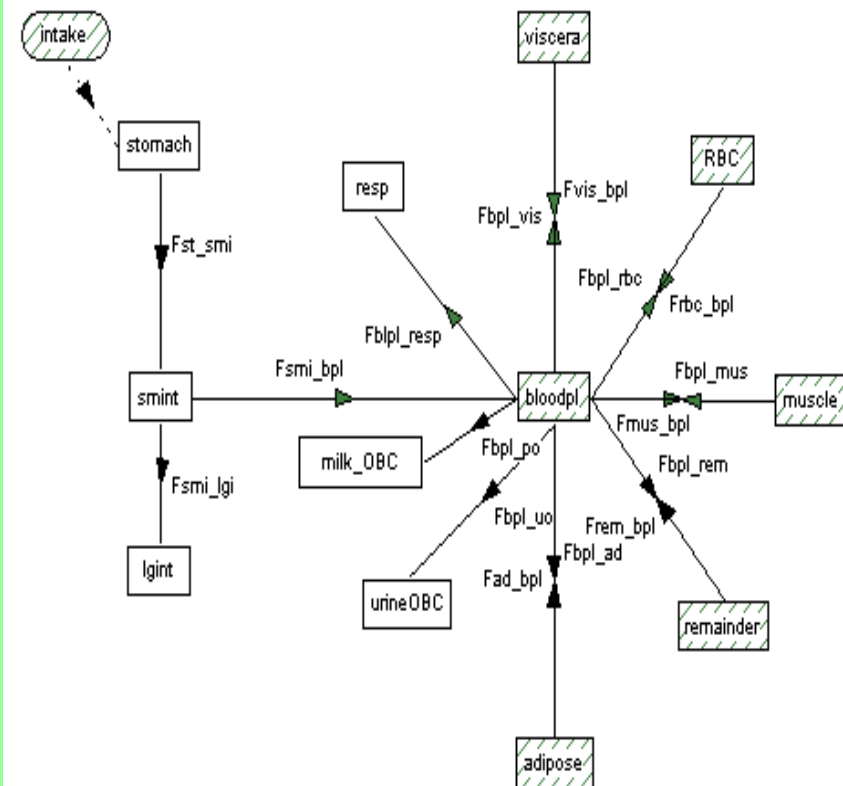 intake
viscera
stomach
RBC
resp
Fvis_bpl
Fbpl_vis
Fst_smi
Fbpl_rbc
Frbc_bpl
Fblpl_resp
Fsmi_bpl
Fbpl_mus
smint
bloodpl
muscle
Fmus_bpl
Fbpl_po
milk_OBC
Fbpl_rem
Fsmi_lgi
Fbpl_uo
Frem_bpl
Fbpl_ad
lgint
Fad_bpl
urineOBC
remainder
adipose